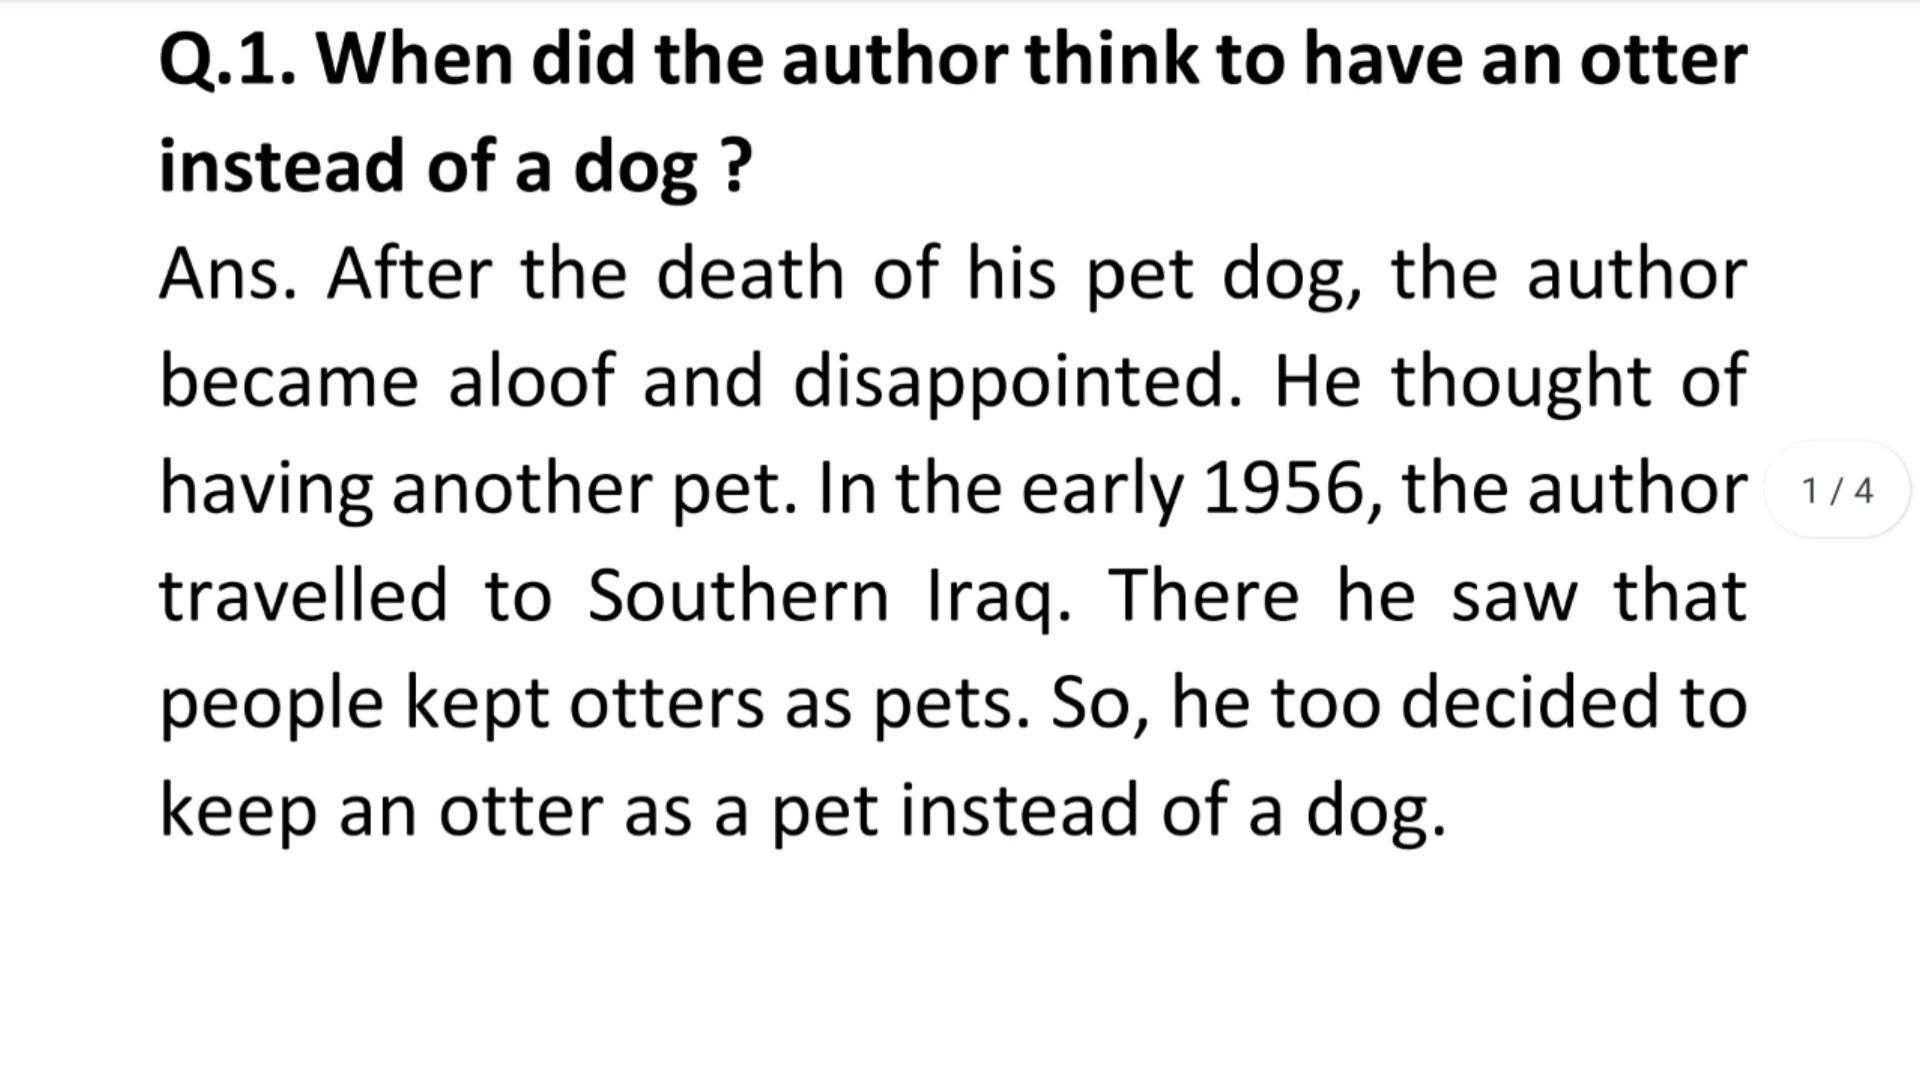 Q.1. When did the author think to have an otter
instead of a dog ?
Ans. After the death of his pet dog, the author
became aloof and disappointed. He thought of
having another pet. In the early 1956, the author
1 / 4
travelled to Southern Iraq. There he saw that
people kept otters as pets. So, he too decided to
keep an otter as a pet instead of a dog.